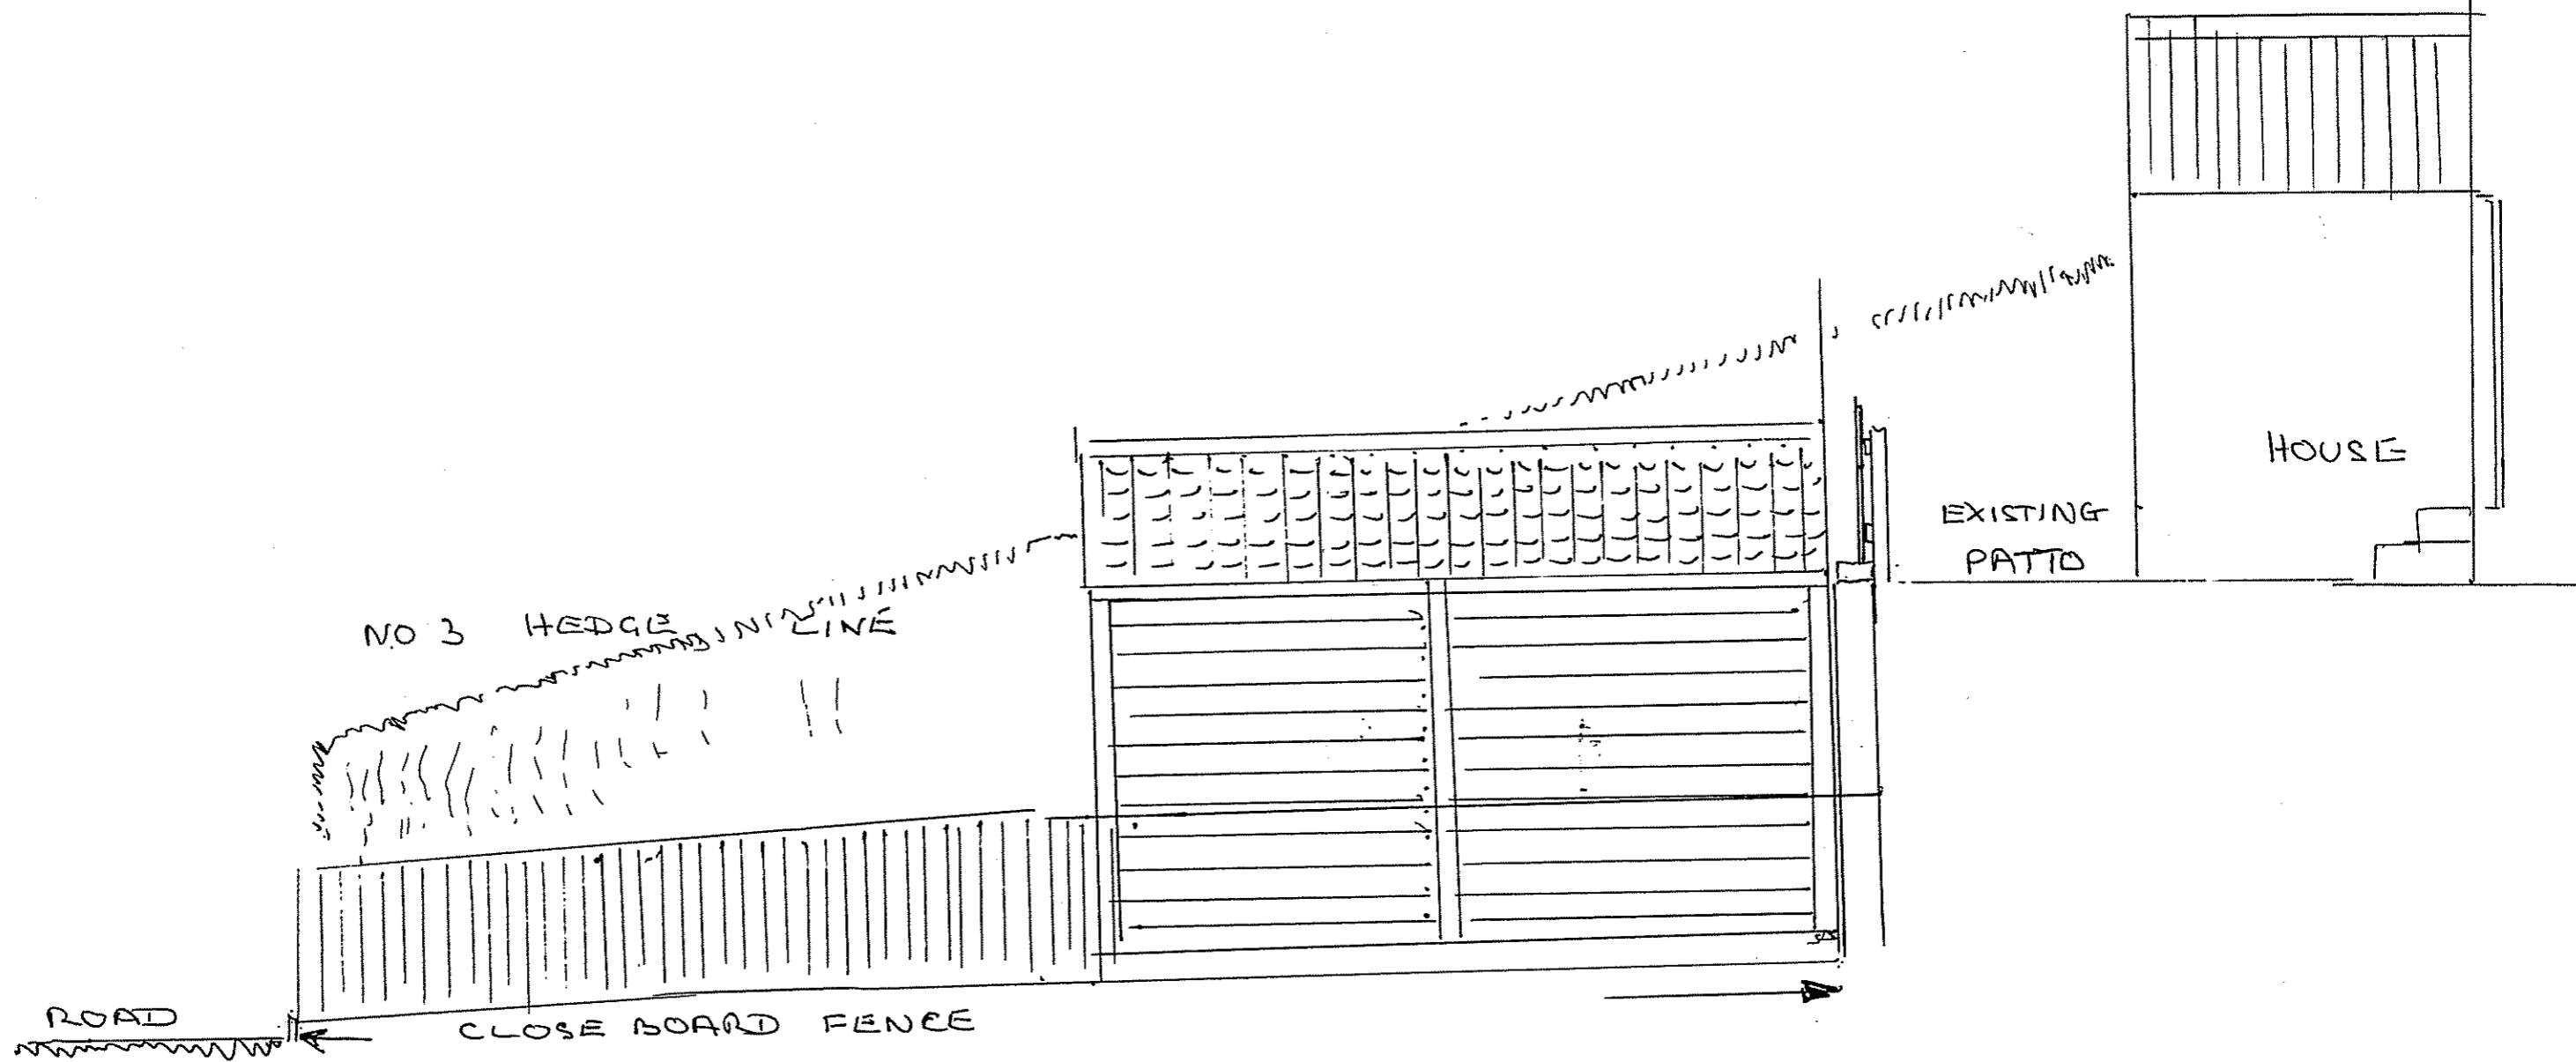 HOUSE
EXISTING
PATIO
NO 3 HEDGE LINE
ROAD
CLOSE BOARD FENCE